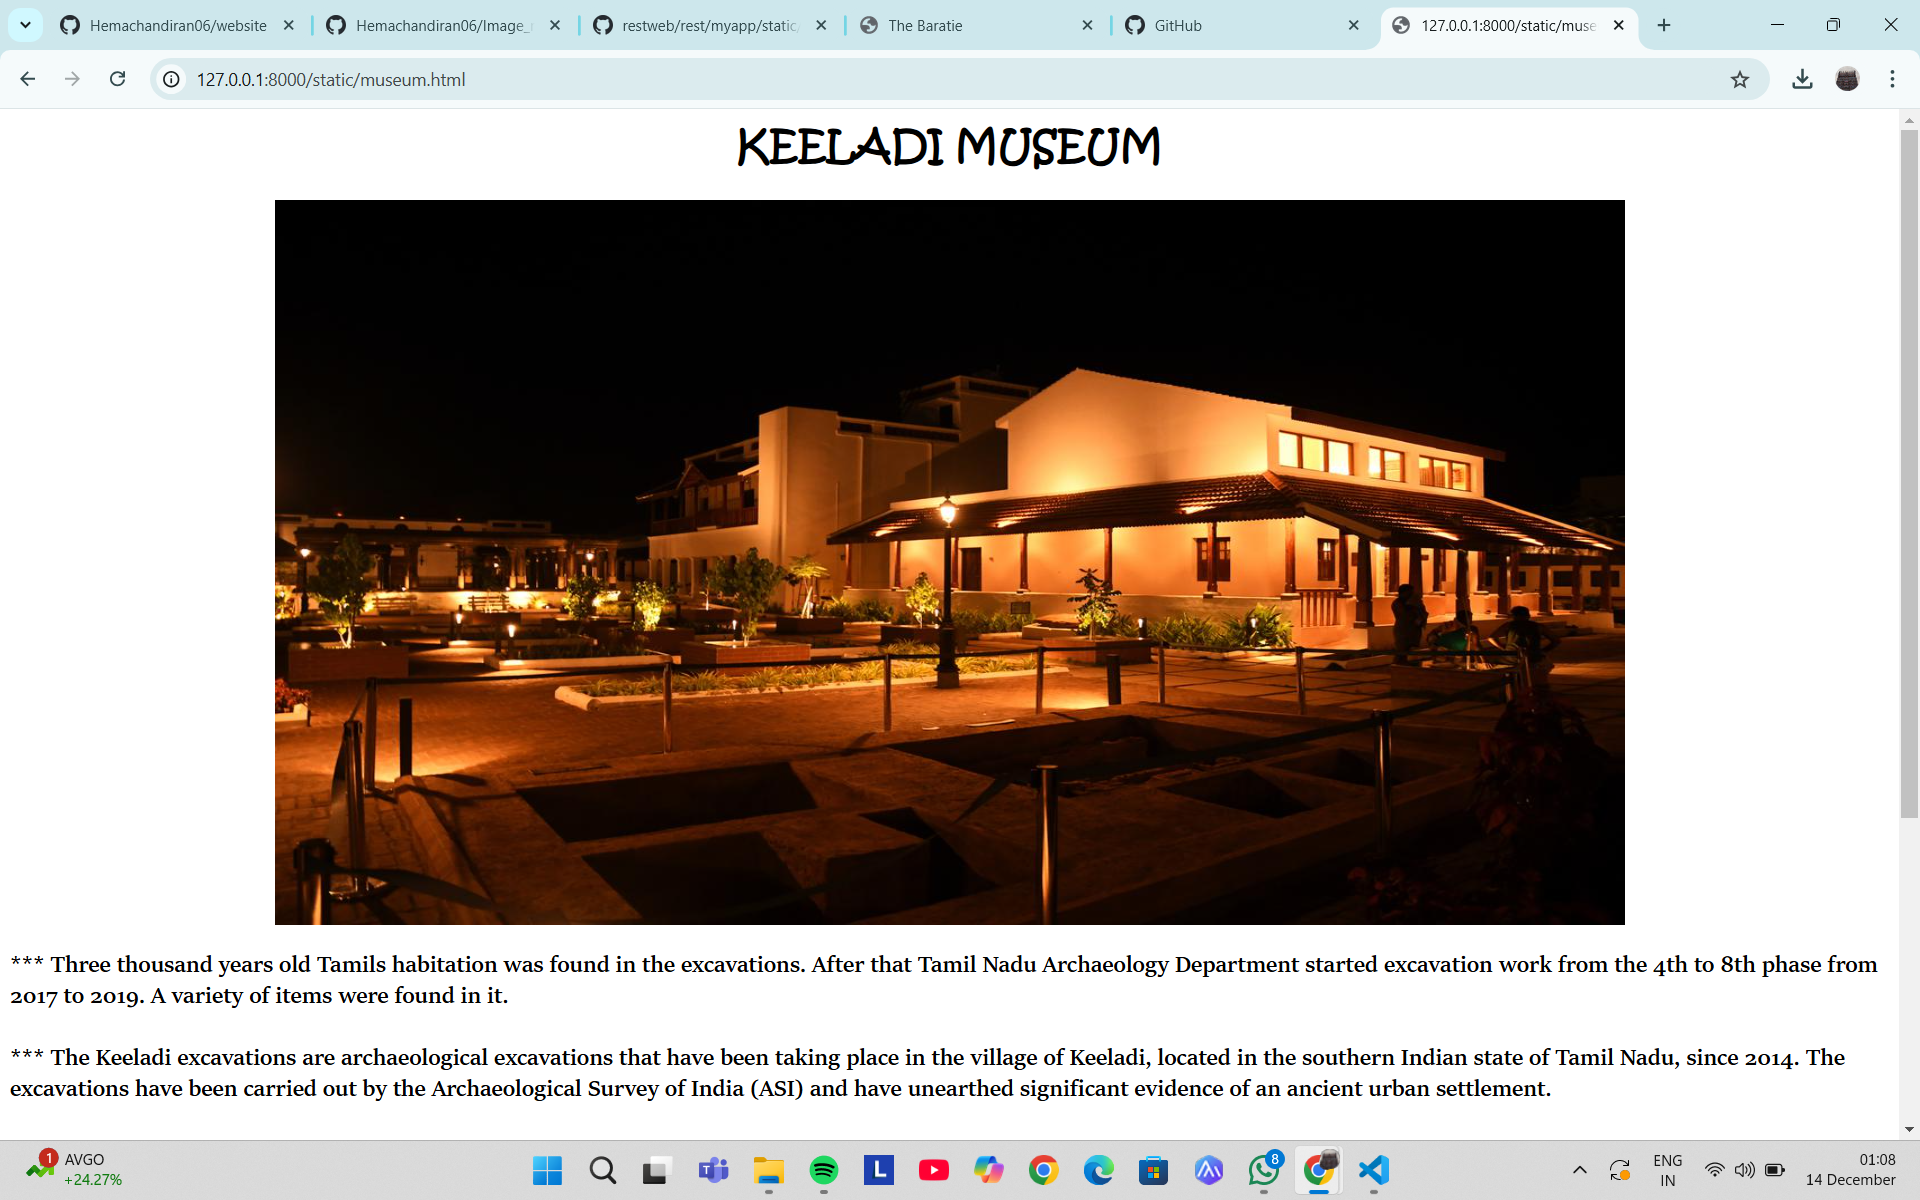 Hemachandiran06/website
Hemachandiran06/Image_
restweb/rest/myapp/static
The Baratie
GitHub
127.0.0.1:8000/static/muse
127.0.0.1:8000/static/museum.html
KEELADI MUSEUM
*** Three thousand years old Tamils habitation was found in the excavations. After that Tamil Nadu Archaeology Department started excavation work from the 4th to 8th phase from
2017 to 2019. A variety of items were found in it.
*** The Keeladi excavations are archaeological excavations that have been taking place in the village of Keeladi, located in the southern Indian state of Tamil Nadu, since 2014. The
excavations have been carried out by the Archaeological Survey of India (ASI) and have unearthed significant evidence of an ancient urban settlement.
1
AVGO
+24.27%
L
8
ENG
IN
01:08
14 December